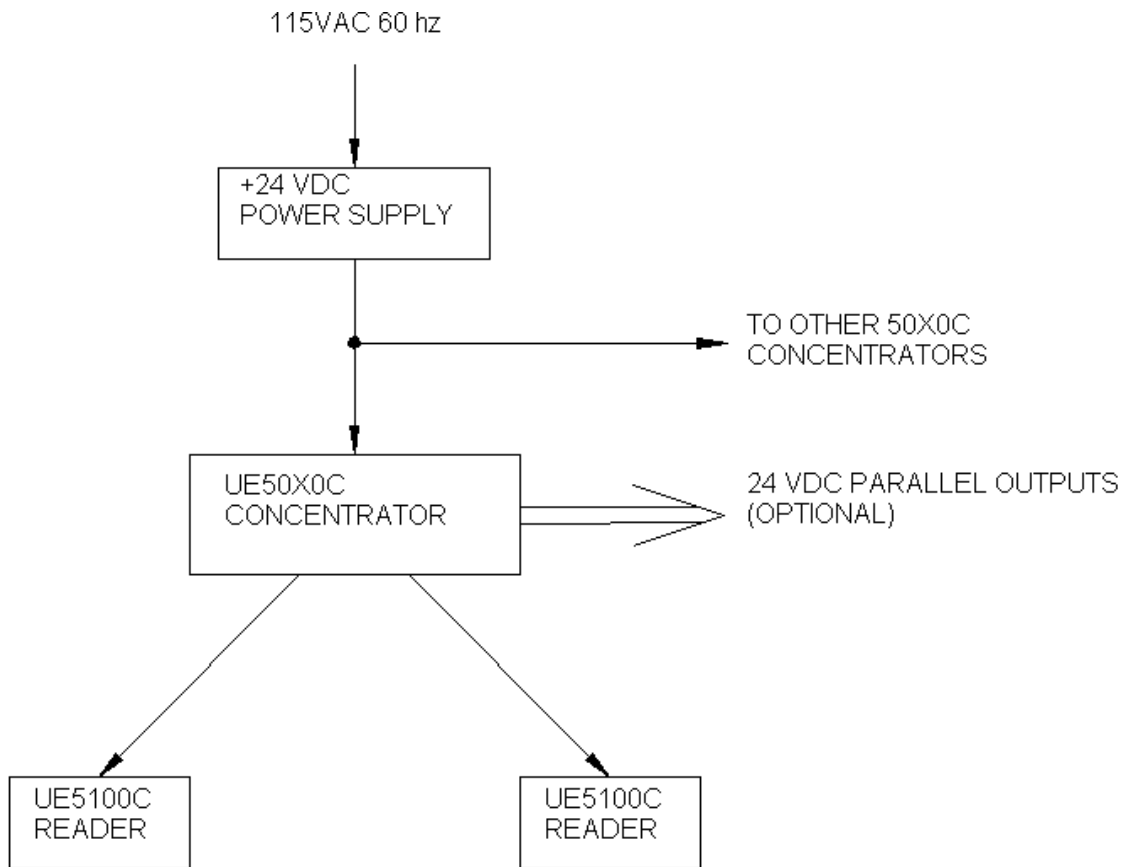 115VAC 60 hz
+24 VDC
POWER SUPPLY
TO OTHER 50X0C
CONCENTRATORS
UE50X0C
CONCENTRATOR
24 VDC PARALLEL OUTPUTS
(OPTIONAL)
UE5100C
READER
UE5100C
READER